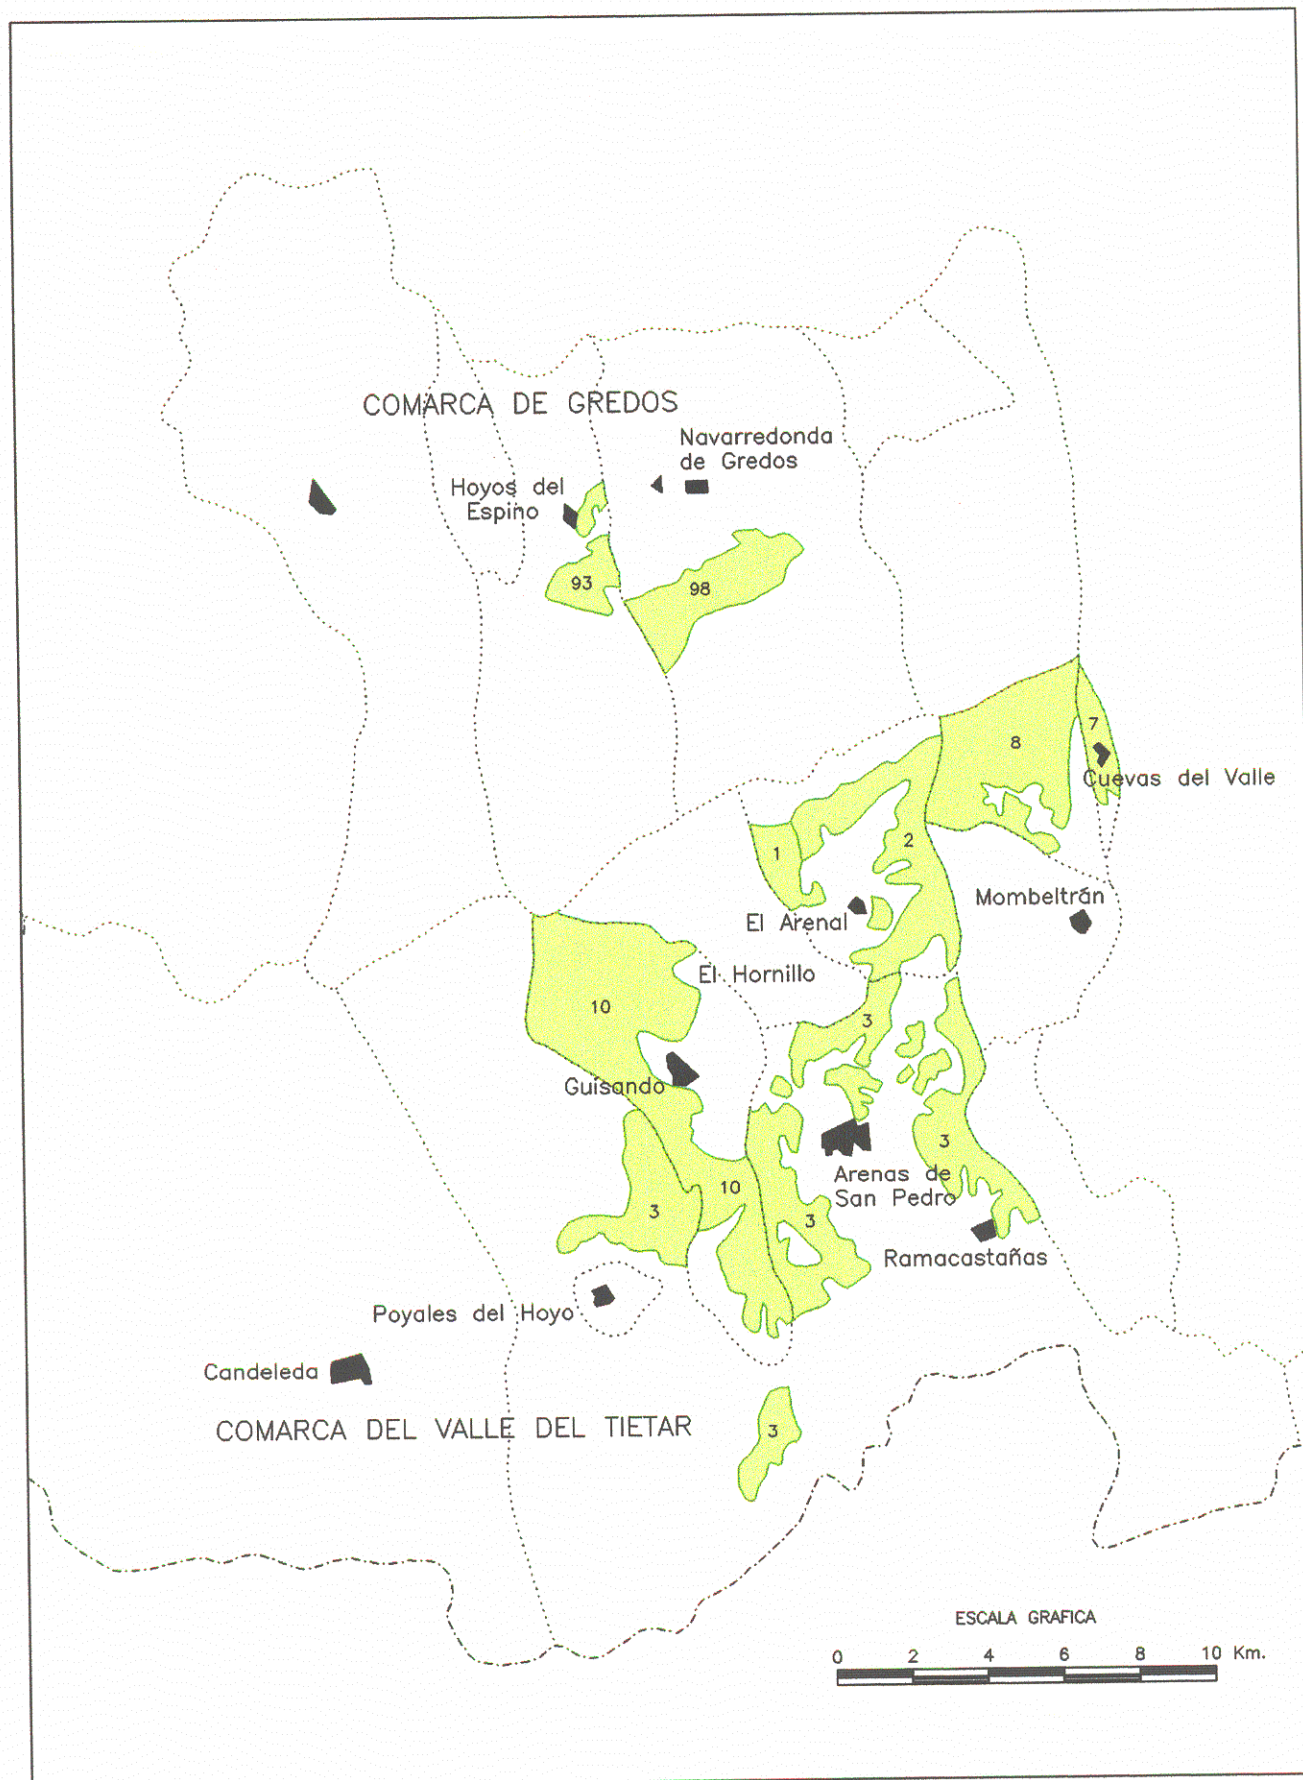 COMARCA DE GREDOS
Navarredonda
de Gredos
Hoyos del
Espino
93
98
8
7
Cuevas del Valle
1
2
Mombeltrán
El Arenal
El Hornillo
10
3
Guisando
3
Arenas de
San Pedro
10
3
3
Ramacastañas
Poyales del Hoyo
Candeleda
COMARCA DEL VALLE DEL TIETAR
3
ESCALA GRAFICA
0 2 4 6 8 10 Km.